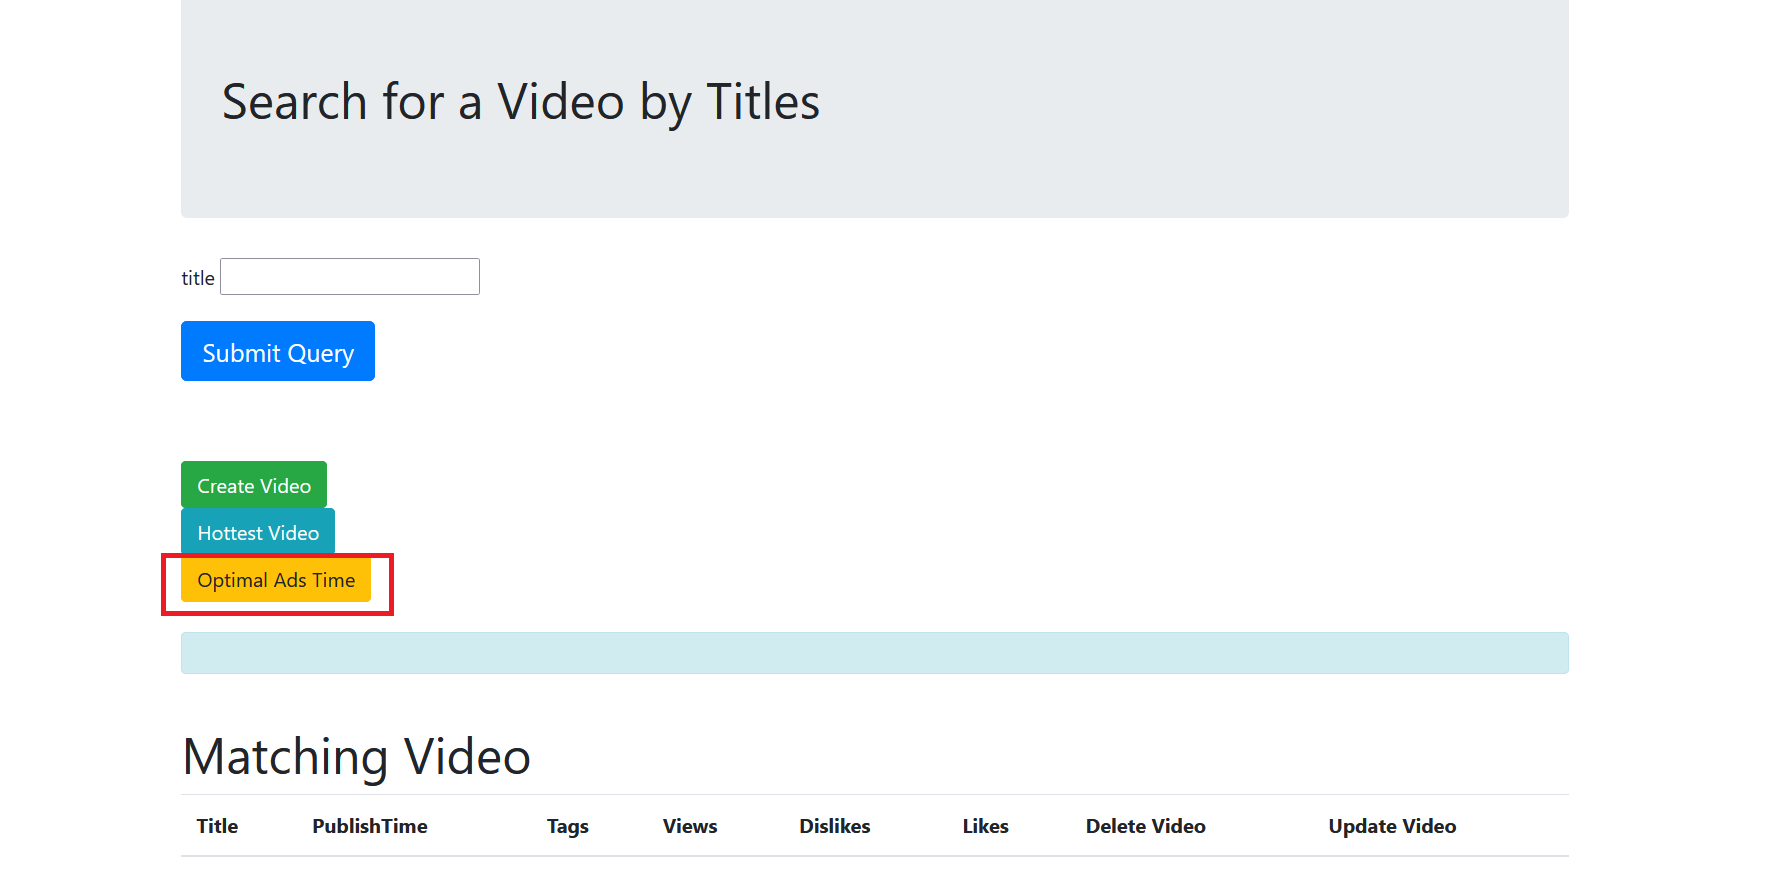 Search for a Video by Titles
title
Submit Query
Create Video
Hottest Video
Optimal Ads Time
Matching Video
Title PublishTime Tags Views Dislikes Likes Delete Video Update Video